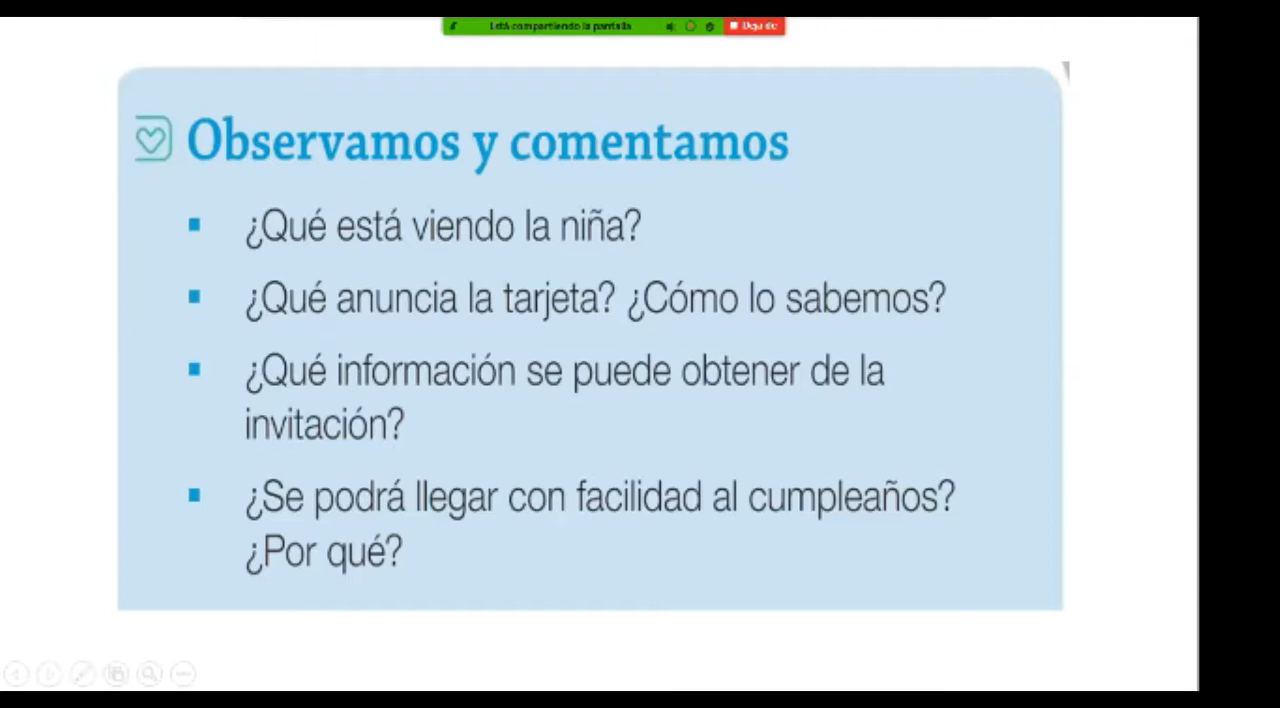 Está compartiendo la pantalla
Deja de
Observamos y comentamos
¿Qué está viendo la niña?
¿Qué anuncia la tarjeta? ¿Cómo lo sabemos?
¿Qué información se puede obtener de la
invitación?
¿Se podrá llegar con facilidad al cumpleaños?
¿Por qué?